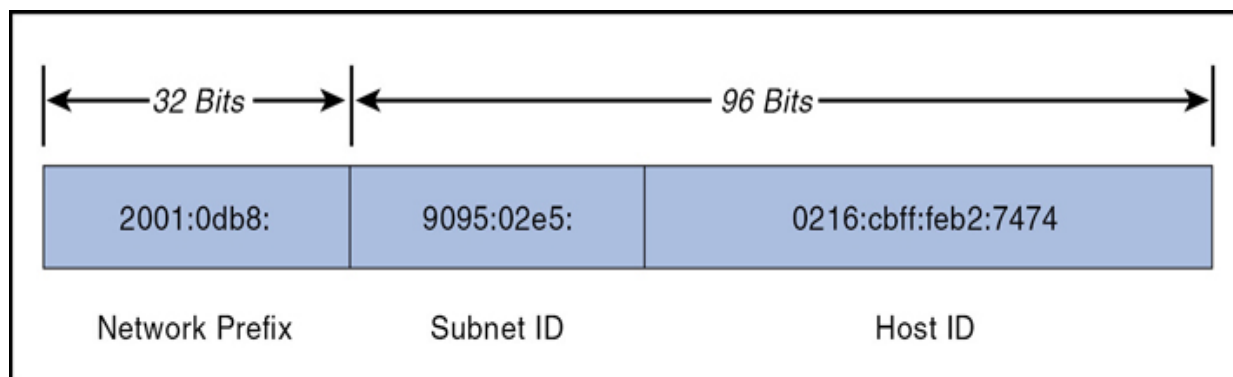 32 Bits 96 Bits
2001:0db8: 9095:02e5: 0216:cbff:feb2:7474
Network Prefix Subnet ID Host ID